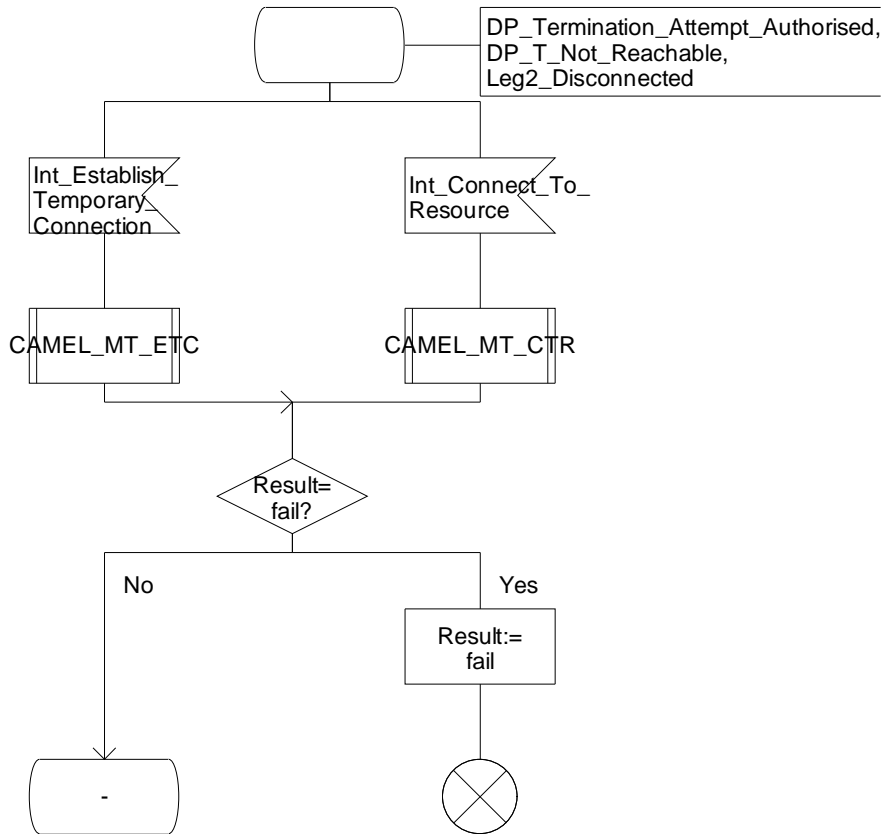 DP_Termination_Attempt_Authorised,
DP_T_Not_Reachable,
Leg2_Disconnected
Int_Establish_
Temporary_
Connection
Int_Connect_To_
Resource
CAMEL_MT_ETC
CAMEL_MT_CTR
Result=
fail?
No
Yes
Result:=
fail
-